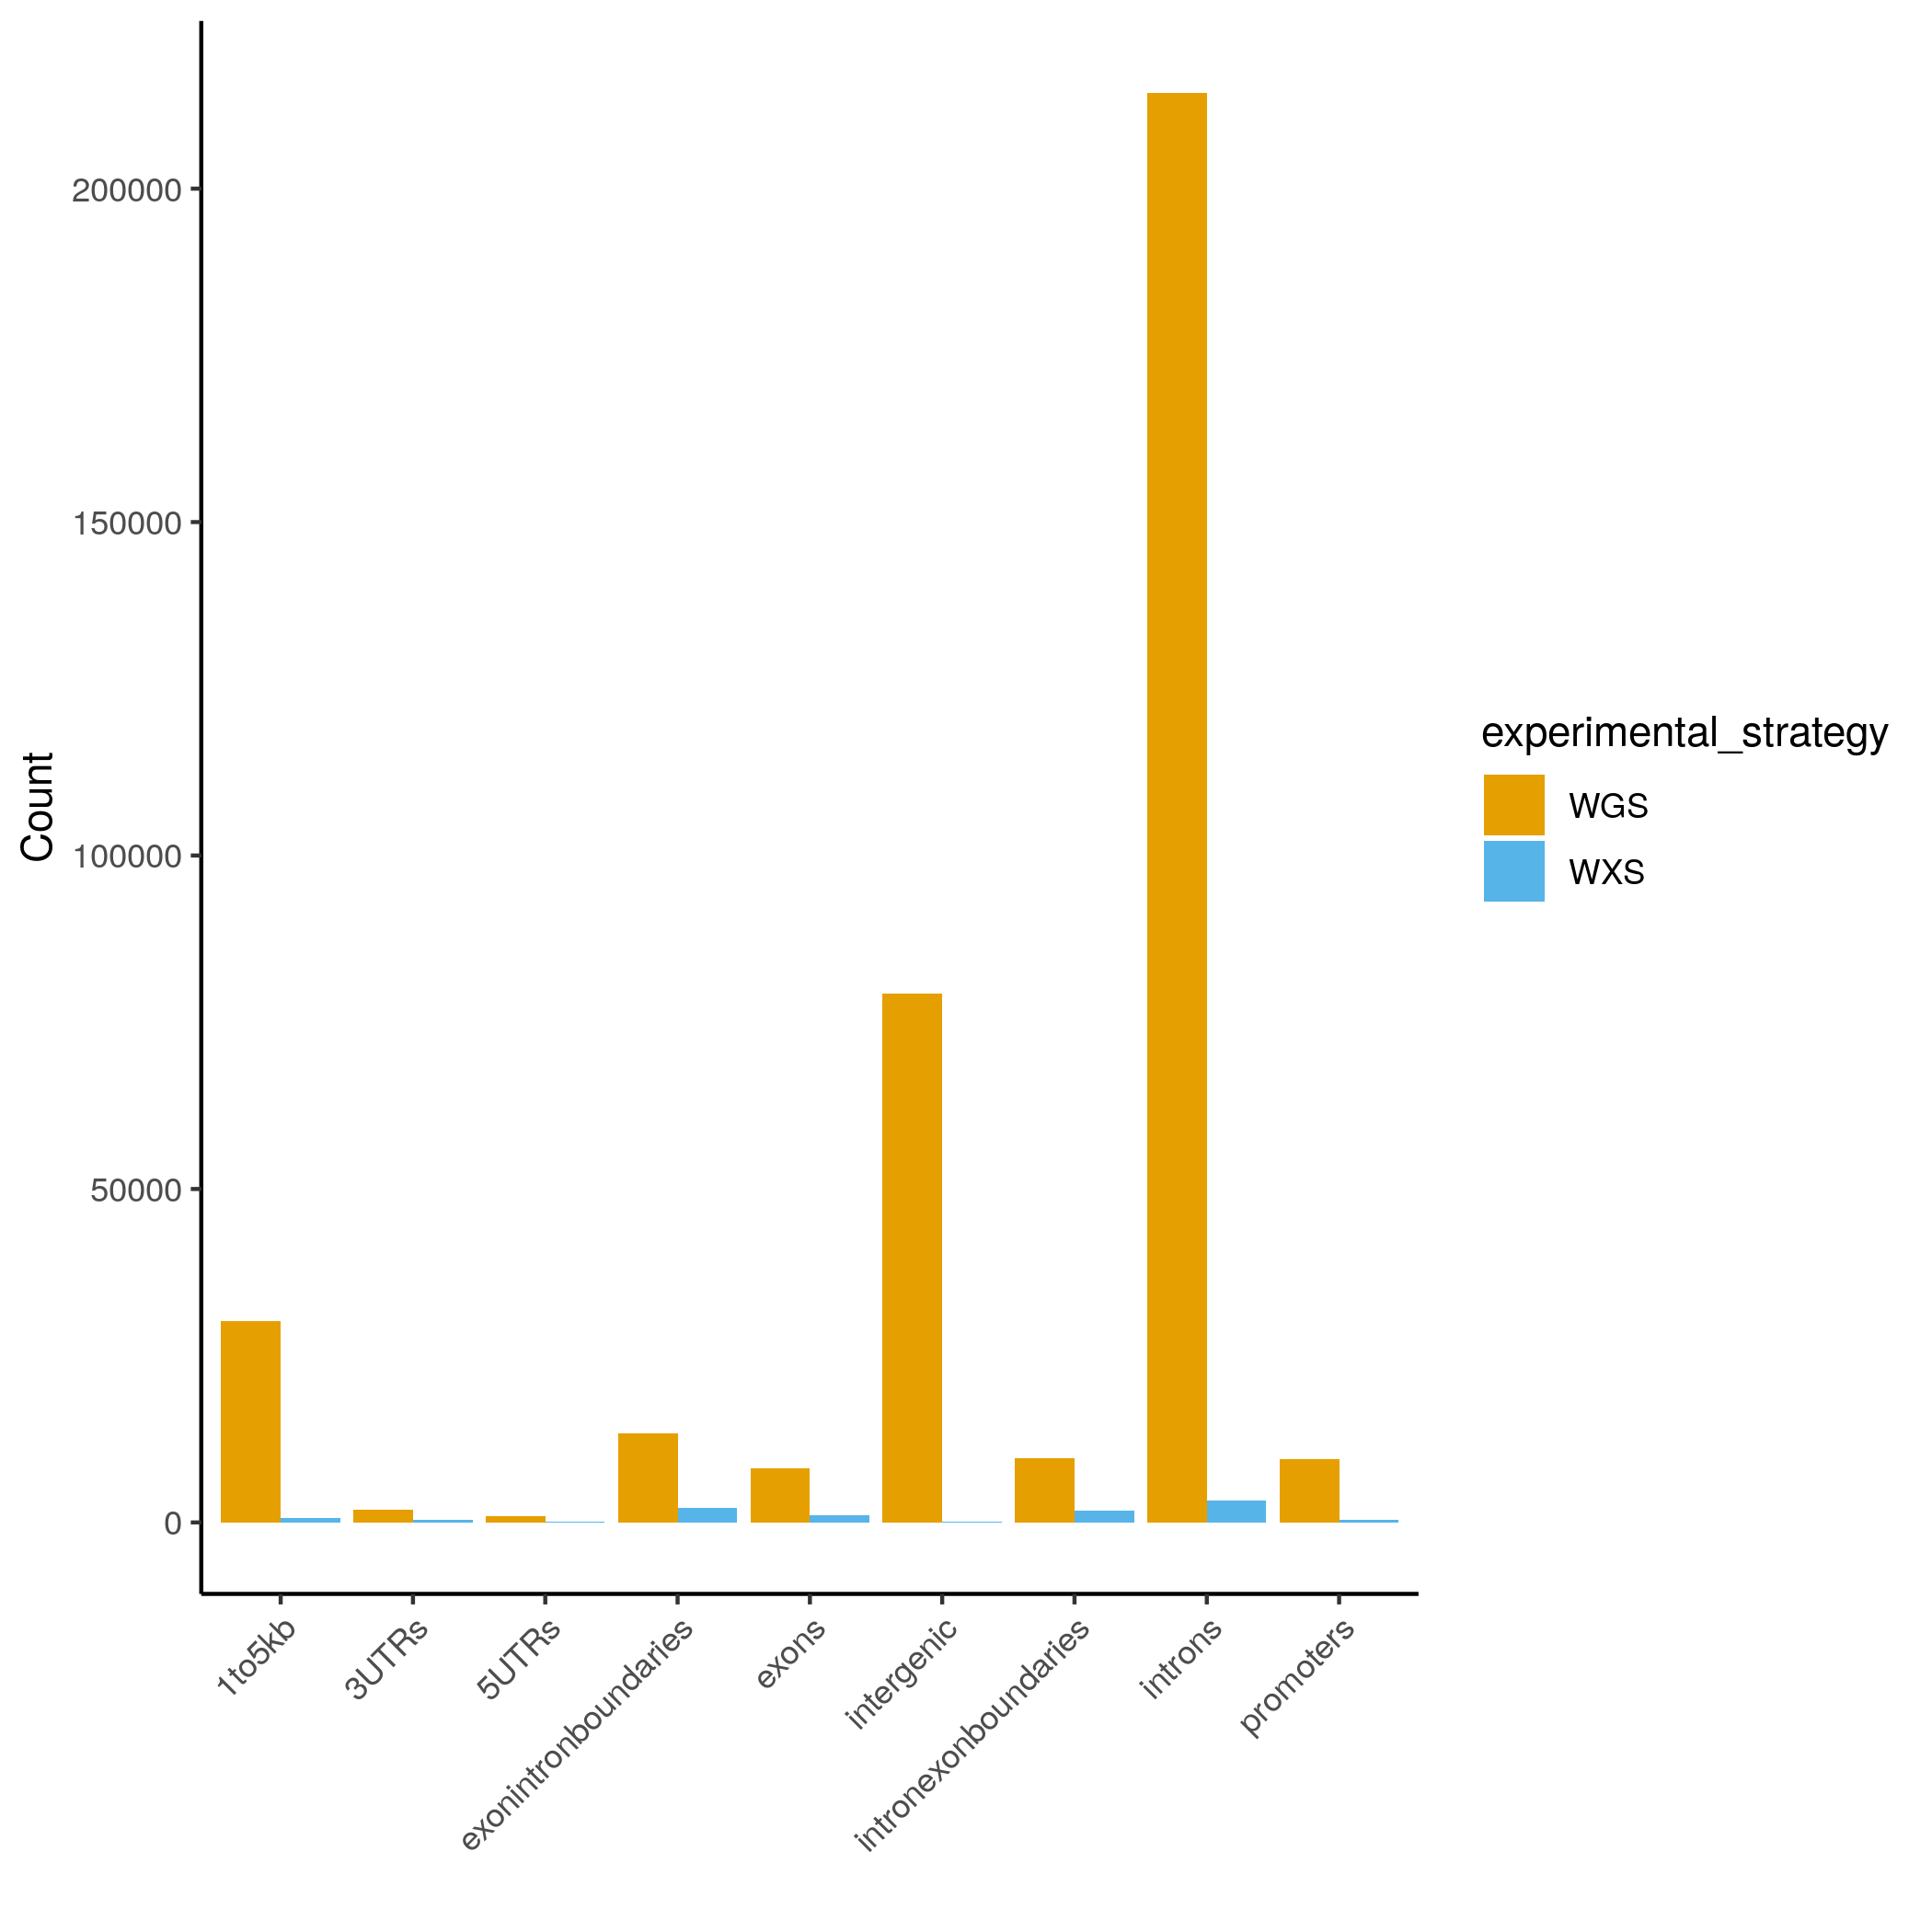 Count
200000
150000
100000
50000
0
1to5kb
3UTRs
5UTRs
exonintronboundaries
exons
intergenic
intronexonboundaries
introns
promoters
experimental_strategy
WGS
WXS